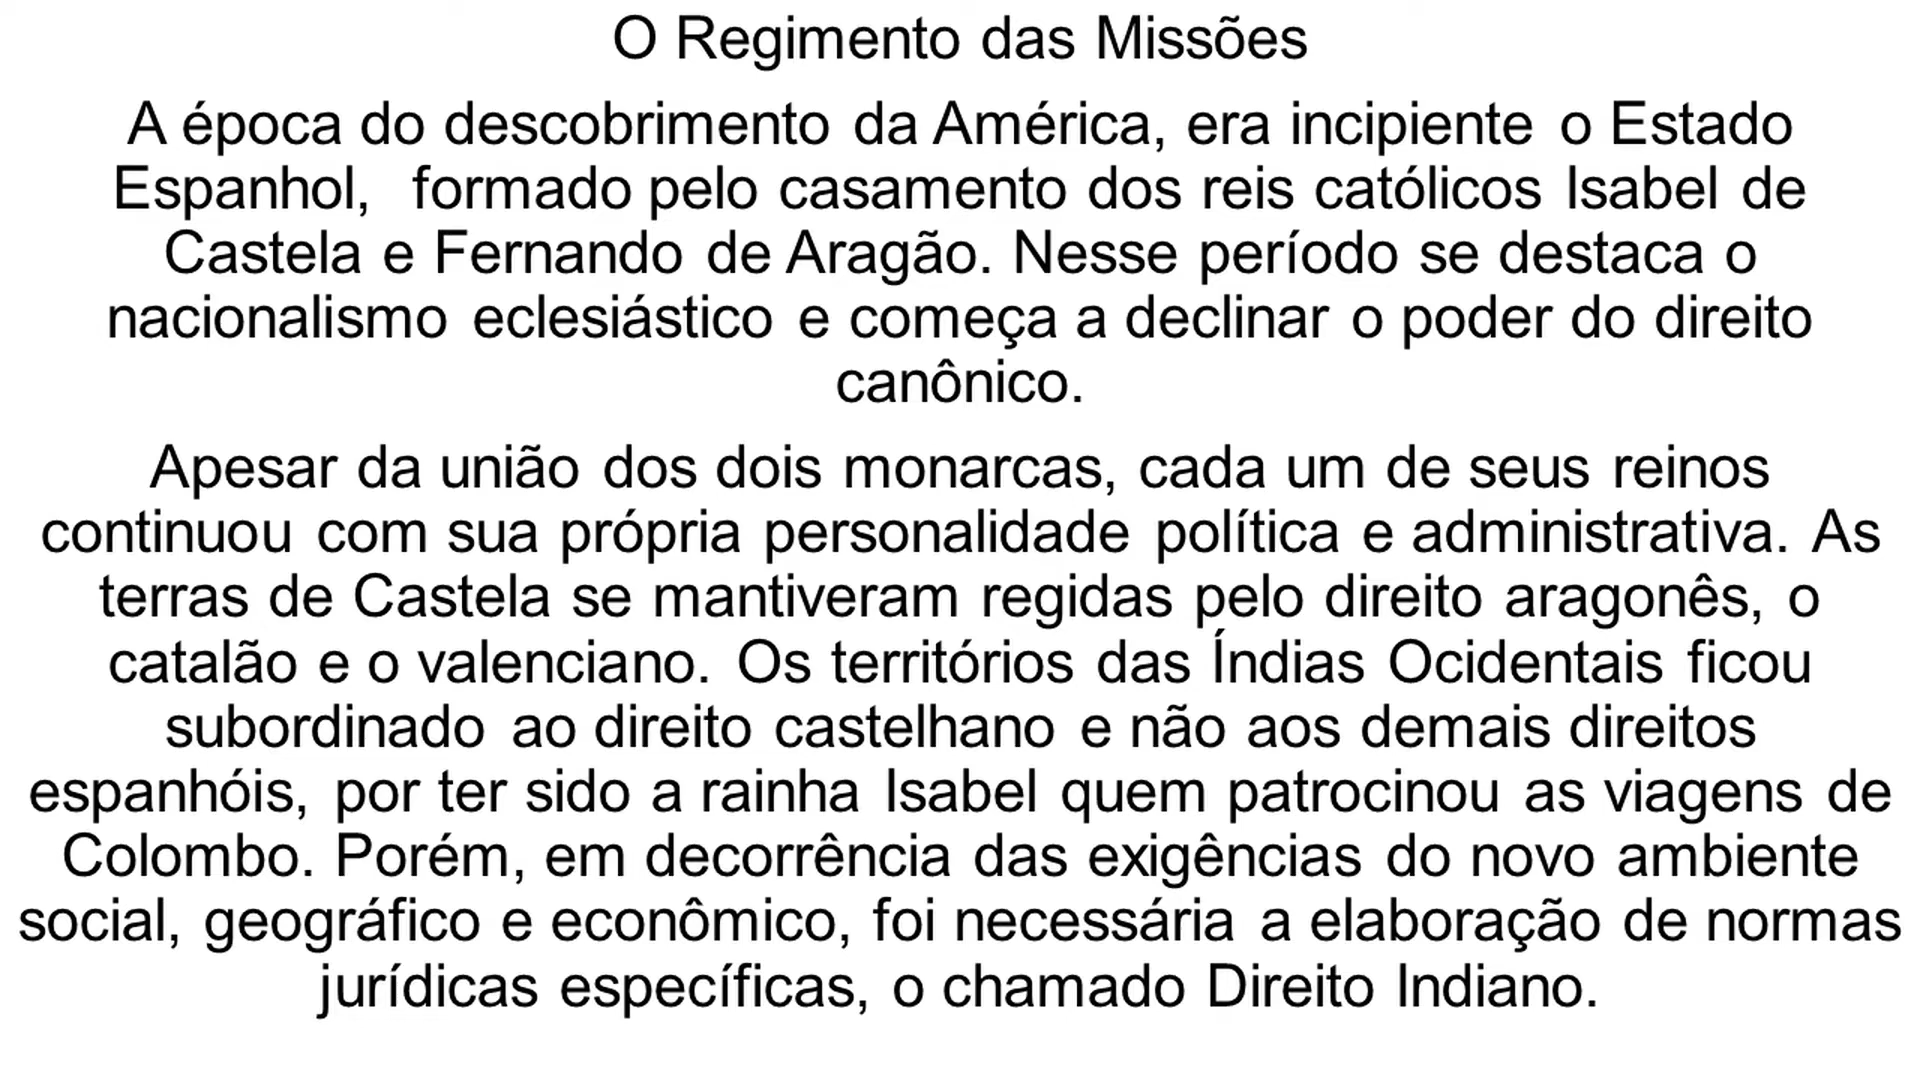 O Regimento das Missões
A época do descobrimento da América, era incipiente o Estado
Espanhol,  formado pelo casamento dos reis católicos Isabel de
Castela e Fernando de Aragão. Nesse período se destaca o
nacionalismo eclesiástico e começa a declinar o poder do direito
canônico.
Apesar da união dos dois monarcas, cada um de seus reinos
continuou com sua própria personalidade política e administrativa. As
terras de Castela se mantiveram regidas pelo direito aragonês, o
catalão e o valenciano. Os territórios das Índias Ocidentais ficou
subordinado ao direito castelhano e não aos demais direitos
espanhóis, por ter sido a rainha Isabel quem patrocinou as viagens de
Colombo. Porém, em decorrência das exigências do novo ambiente
social, geográfico e econômico, foi necessária a elaboração de normas
jurídicas específicas, o chamado Direito Indiano.